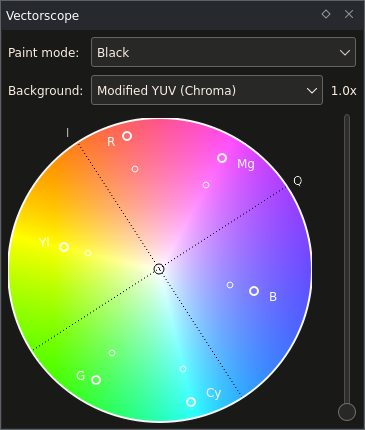 Vectorscope
Paint mode: Black
Background: Modified YUV (Chroma) 1.0x
I
R
Mg
Q
Yl
B
G
Cy